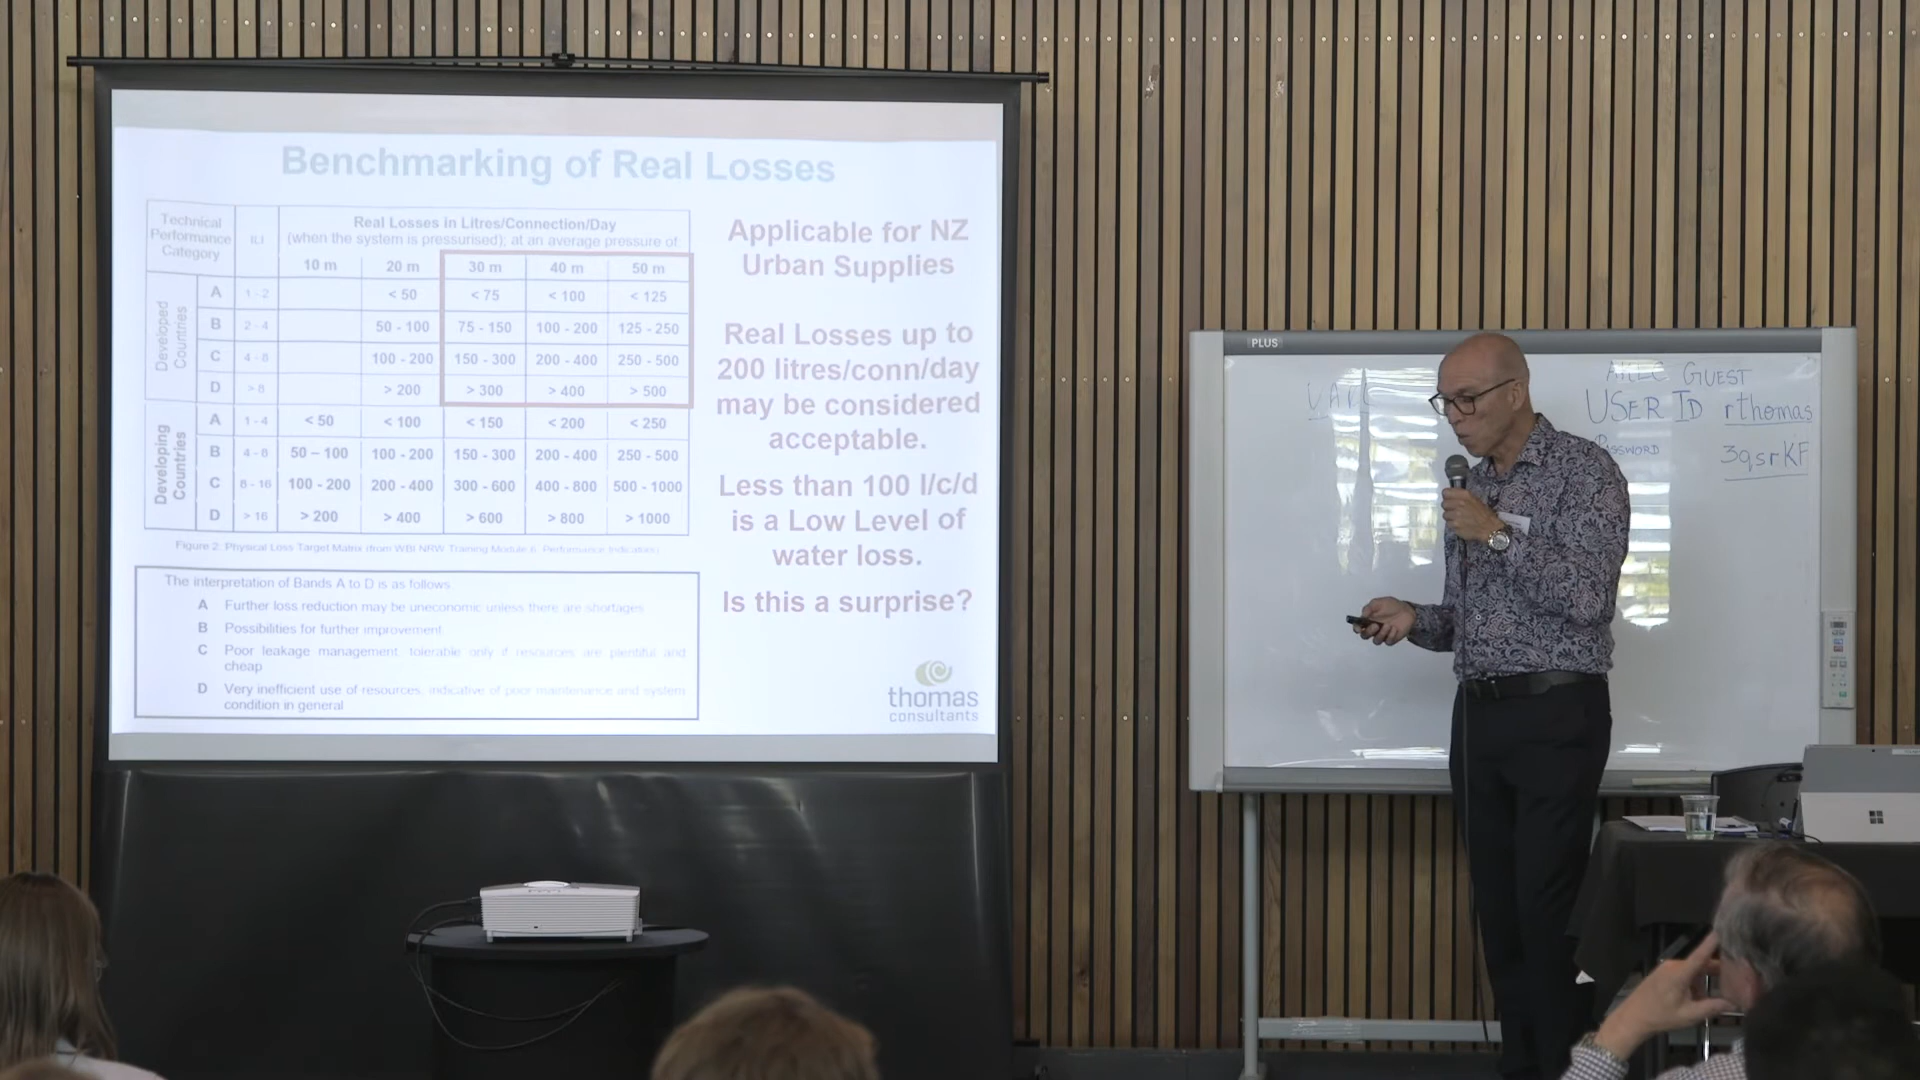 Benchmarking of Real Losses
Technical Performance Category
ILI
Real Losses in Litres/Connection/Day
(when the system is pressurised), at an average pressure of
10 m 20 m 30 m 40 m 50 m
Developed Countries
A 1 - 2 < 50 < 75 < 100 < 125
B 2 - 4 50 - 100 75 - 150 100 - 200 125 - 250
C 4 - 8 100 - 200 150 - 300 200 - 400 250 - 500
D > 8 > 200 > 300 > 400 > 500
Developing Countries
A 1 - 4 < 50 < 100 < 150 < 200 < 250
B 4 - 8 50 – 100 100 - 200 150 - 300 200 - 400 250 - 500
C 8 - 16 100 - 200 200 - 400 300 - 600 400 - 800 500 - 1000
D > 16 > 200 > 400 > 600 > 800 > 1000
Figure 2: Physical Loss Target Matrix (from WBI NRW Training Module 6: Performance Indicators)
The interpretation of Bands A to D is as follows
A Further loss reduction may be uneconomic unless there are shortages
B Possibilities for further improvement
C Poor leakage management, tolerable only if resources are plentiful and
cheap
D Very inefficient use of resources, indicative of poor maintenance and system
condition in general
Applicable for NZ
Urban Supplies
Real Losses up to
200 litres/conn/day
may be considered
acceptable.
Less than 100 l/c/d
is a Low Level of
water loss.
Is this a surprise?
thomas
consultants
PLUS
GUEST
USER ID rthomas
PASSWORD 3qsrKF